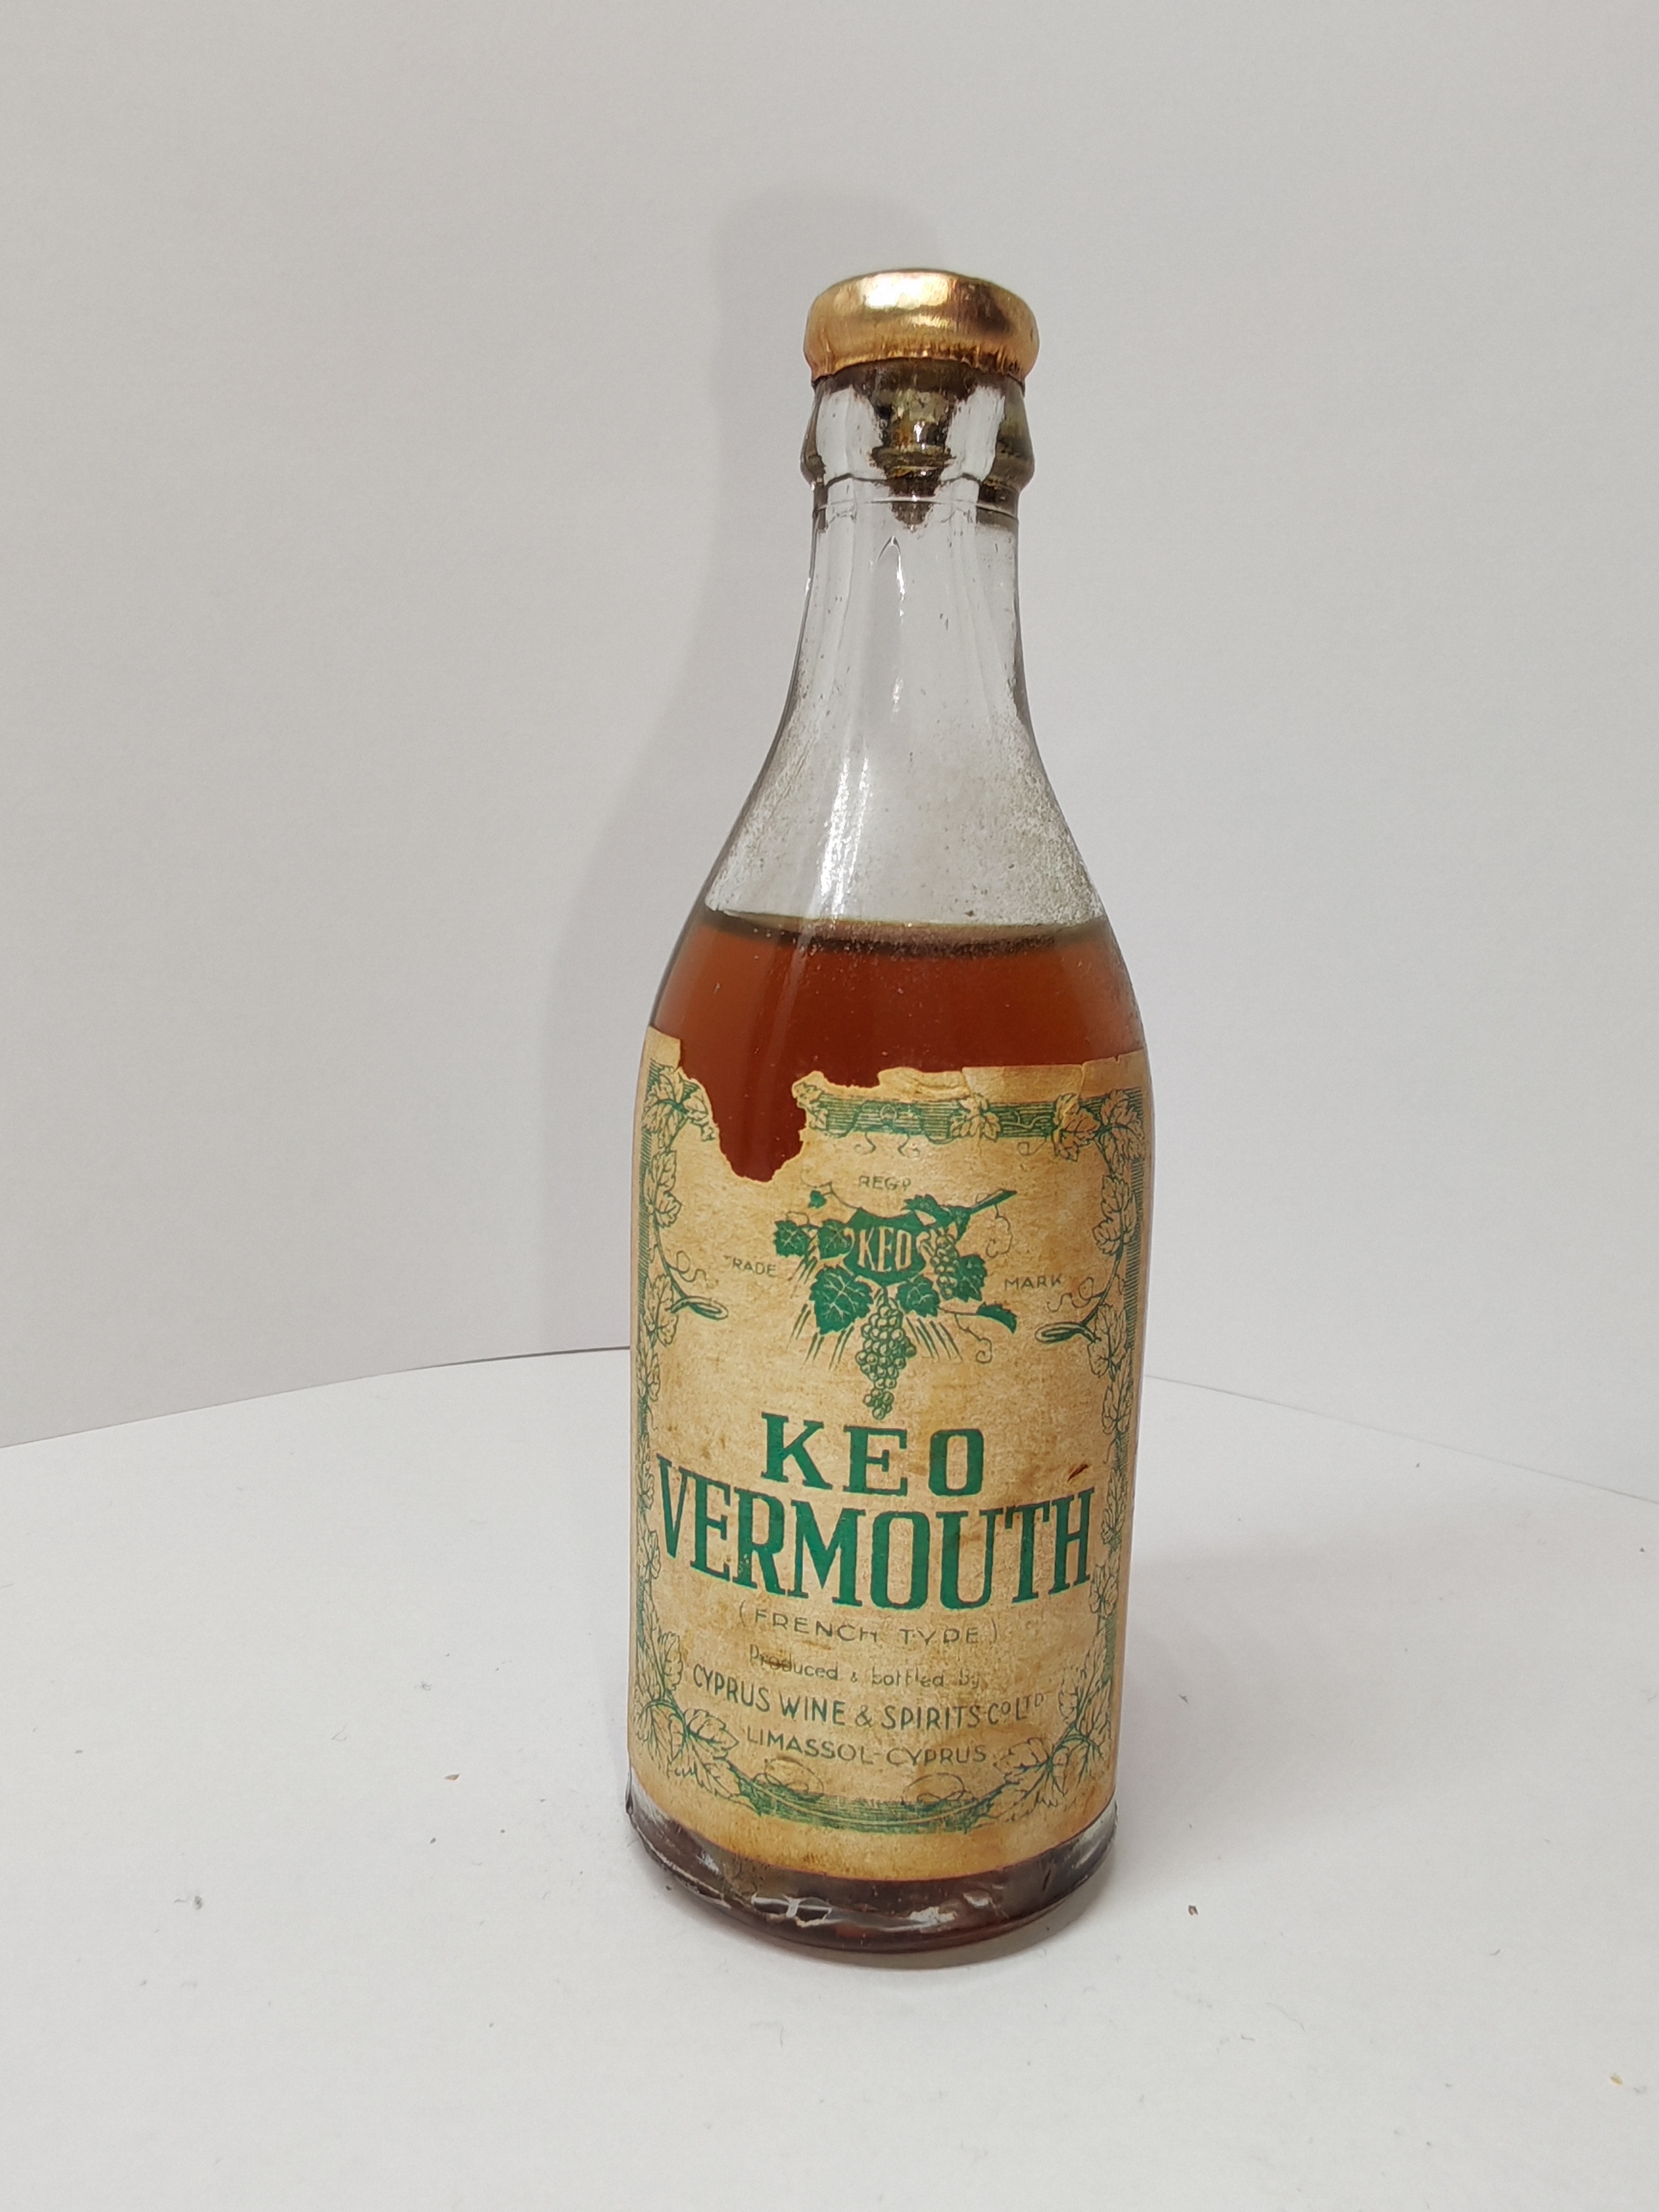 REGD
KEO
TRADE MARK
KEO
VERMOUTH
(FRENCH TYPE)
Produced & bottled by
CYPRUS WINE & SPIRITS CO LTD
LIMASSOL-CYPRUS